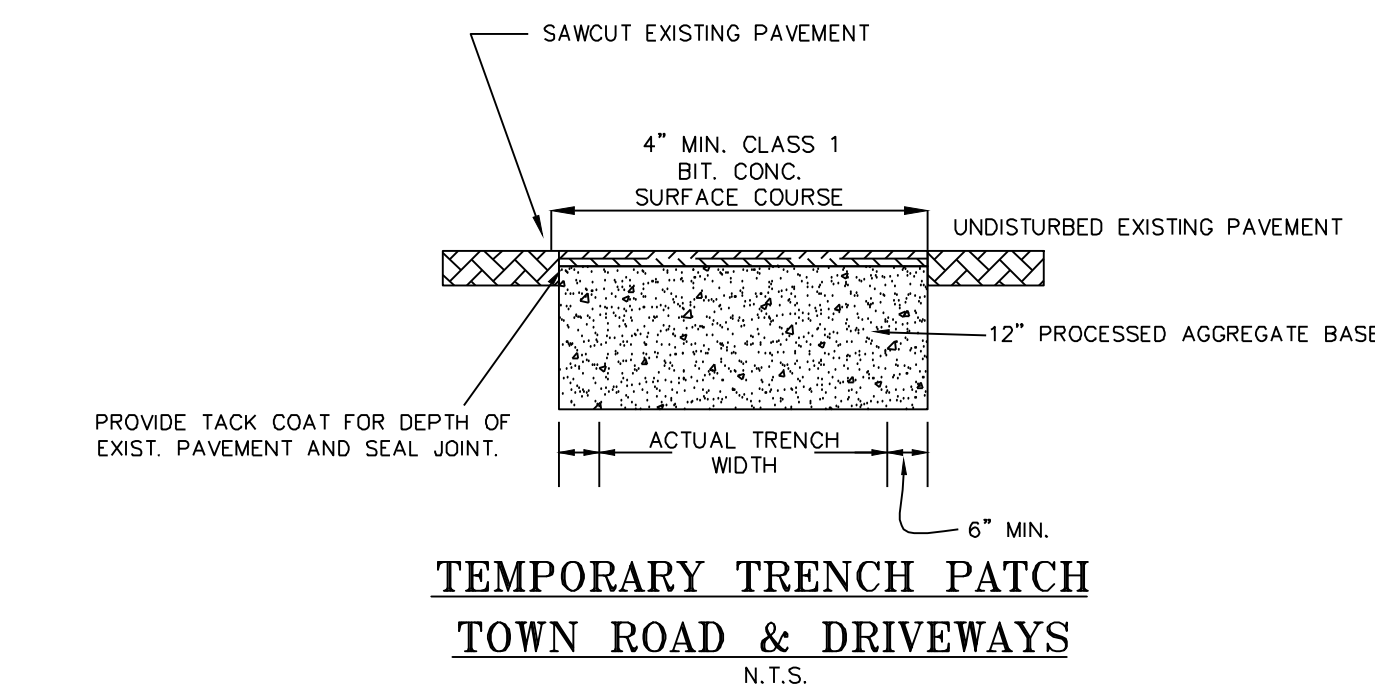 SAWCUT EXISTING PAVEMENT
4" MIN. CLASS 1
BIT. CONC.
SURFACE COURSE
UNDISTURBED EXISTING PAVEMENT
12" PROCESSED AGGREGATE BASE
PROVIDE TACK COAT FOR DEPTH OF
EXIST. PAVEMENT AND SEAL JOINT.
ACTUAL TRENCH
WIDTH
6" MIN.
TEMPORARY TRENCH PATCH
TOWN ROAD & DRIVEWAYS
N.T.S.